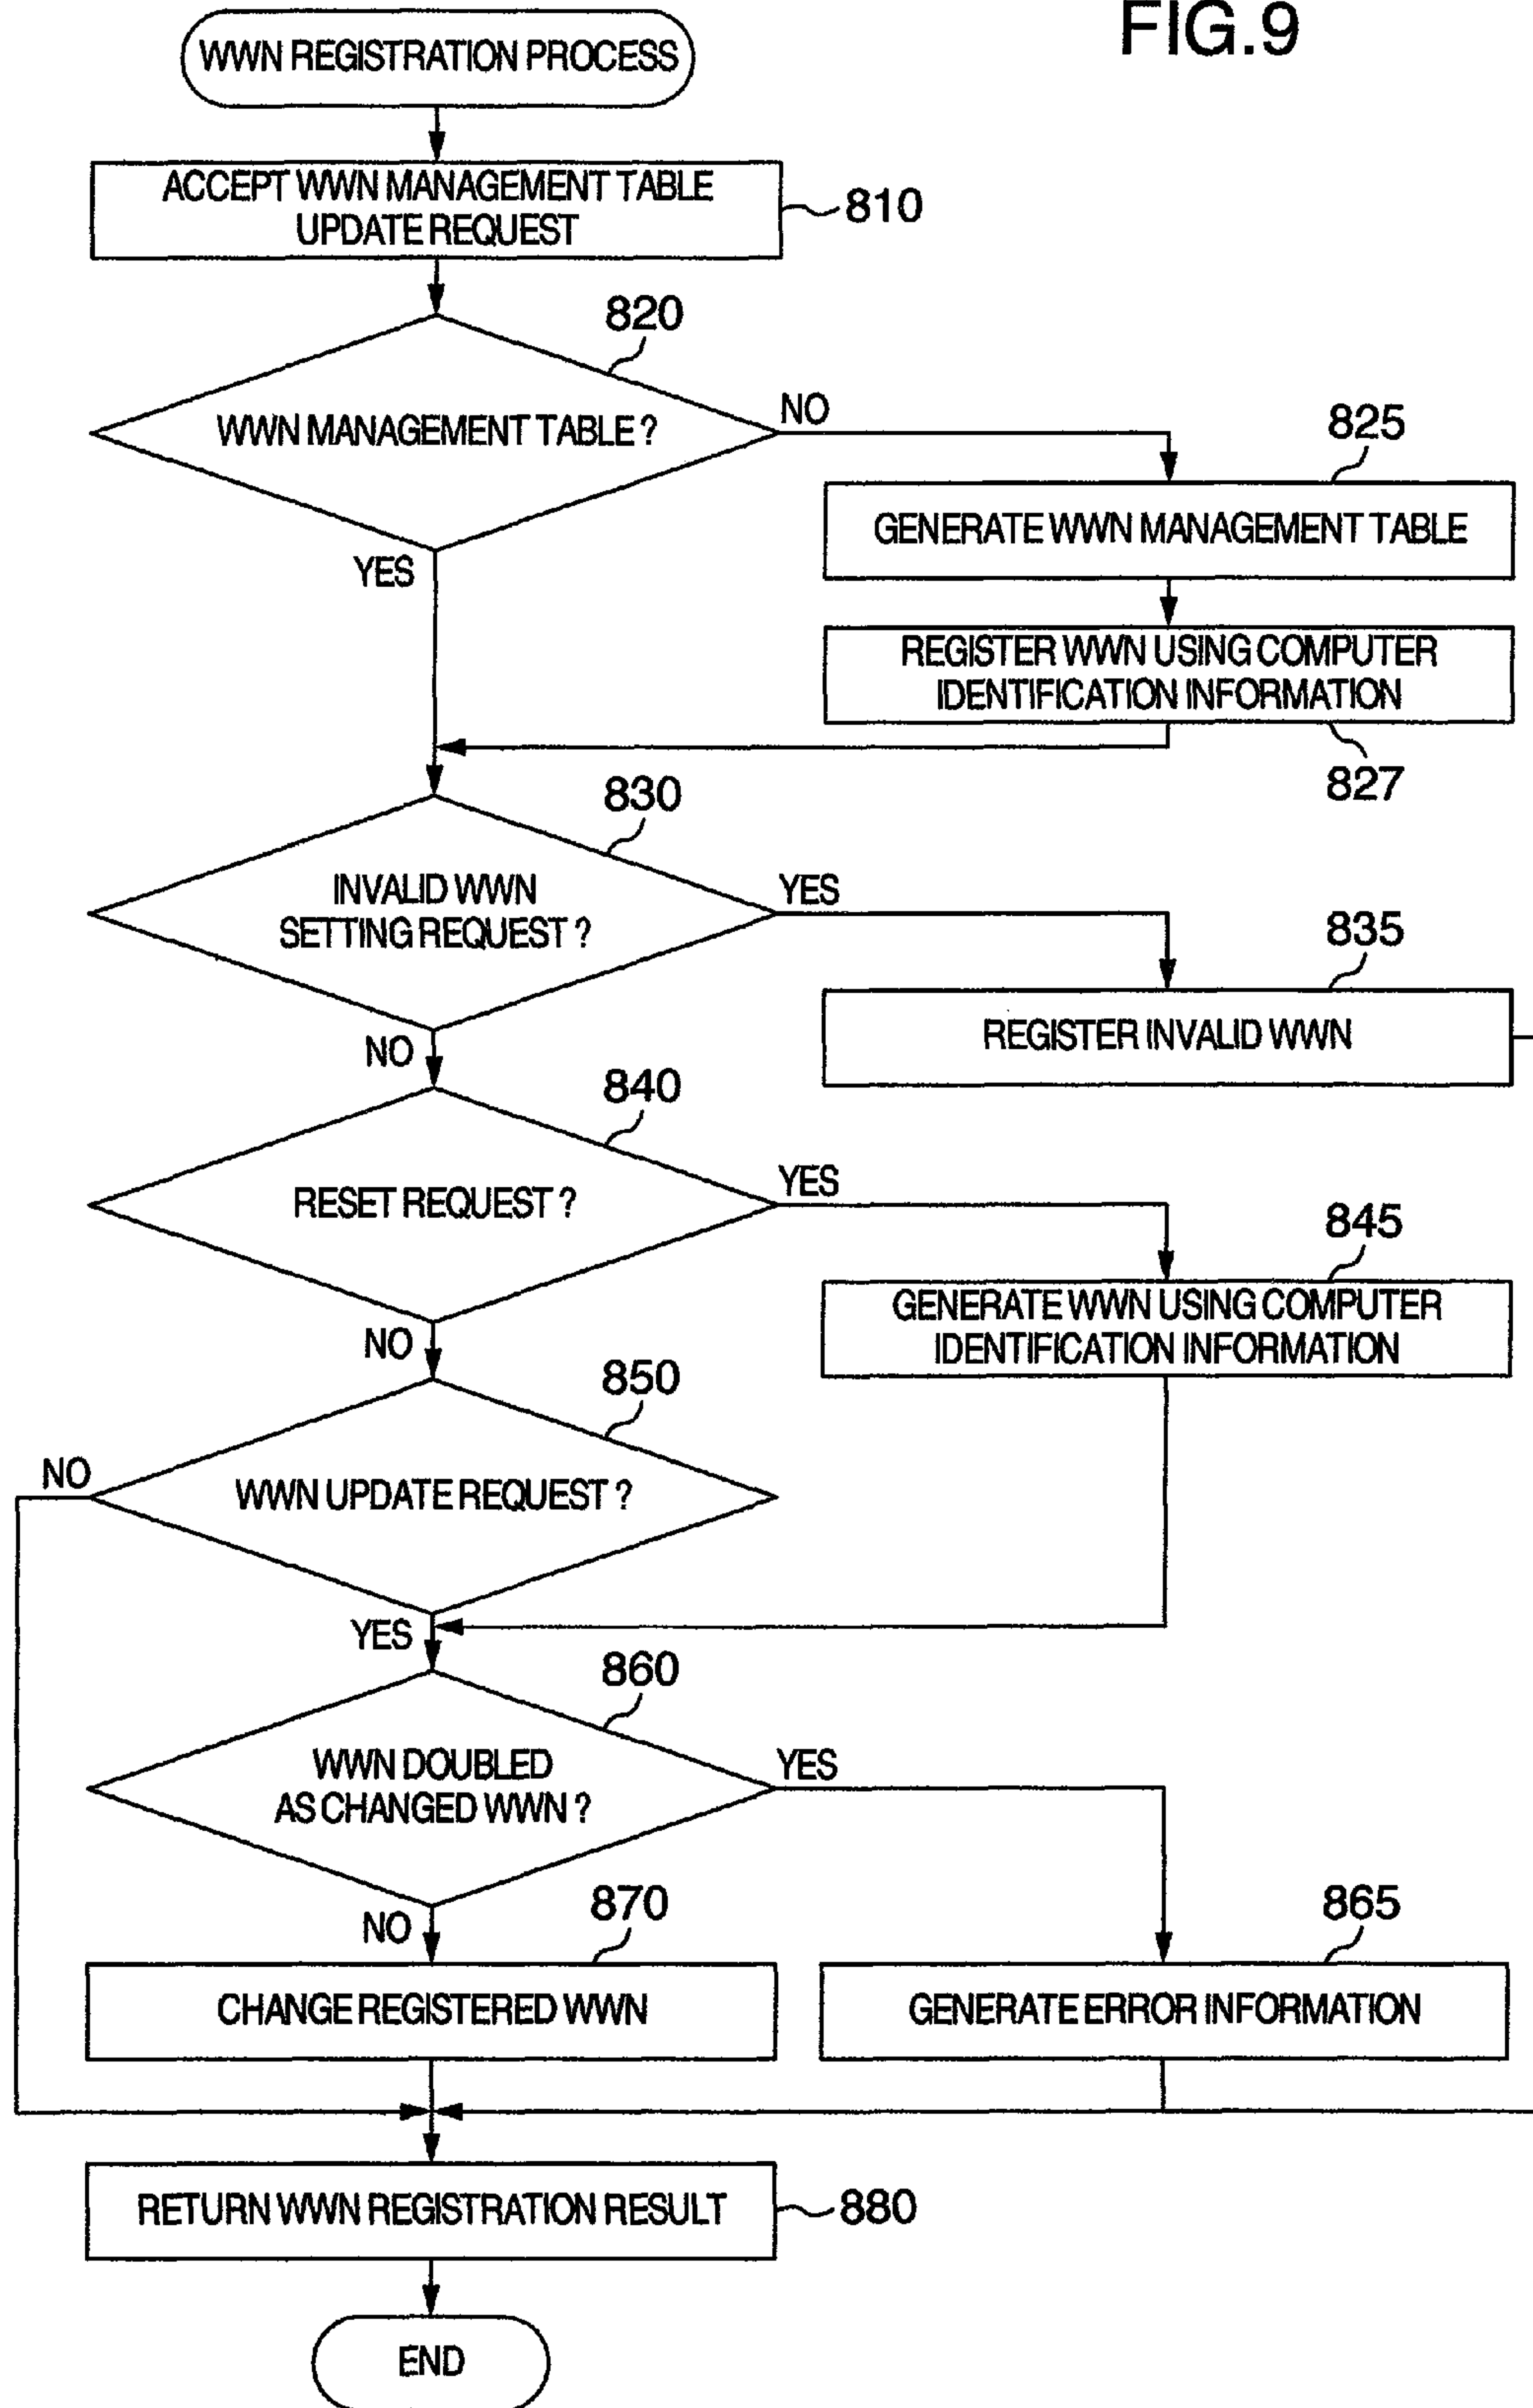 FIG.9
WWN REGISTRATION PROCESS
ACCEPT WWN MANAGEMENT TABLE
UPDATE REQUEST
810
820
WWN MANAGEMENT TABLE ?
NO
YES
825
GENERATE WWN MANAGEMENT TABLE
REGISTER WWN USING COMPUTER
IDENTIFICATION INFORMATION
827
830
INVALID WWN
SETTING REQUEST ?
YES
NO
835
REGISTER INVALID WWN
840
RESET REQUEST ?
YES
NO
845
GENERATE WWN USING COMPUTER
IDENTIFICATION INFORMATION
850
NO
WWN UPDATE REQUEST ?
YES
860
WWN DOUBLED
AS CHANGED WWN ?
YES
NO
870
CHANGE REGISTERED WWN
865
GENERATE ERROR INFORMATION
RETURN WWN REGISTRATION RESULT
880
END